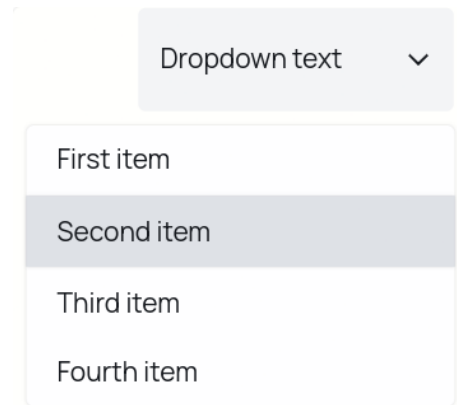 Dropdown text
First item
Second item
Third item
Fourth item